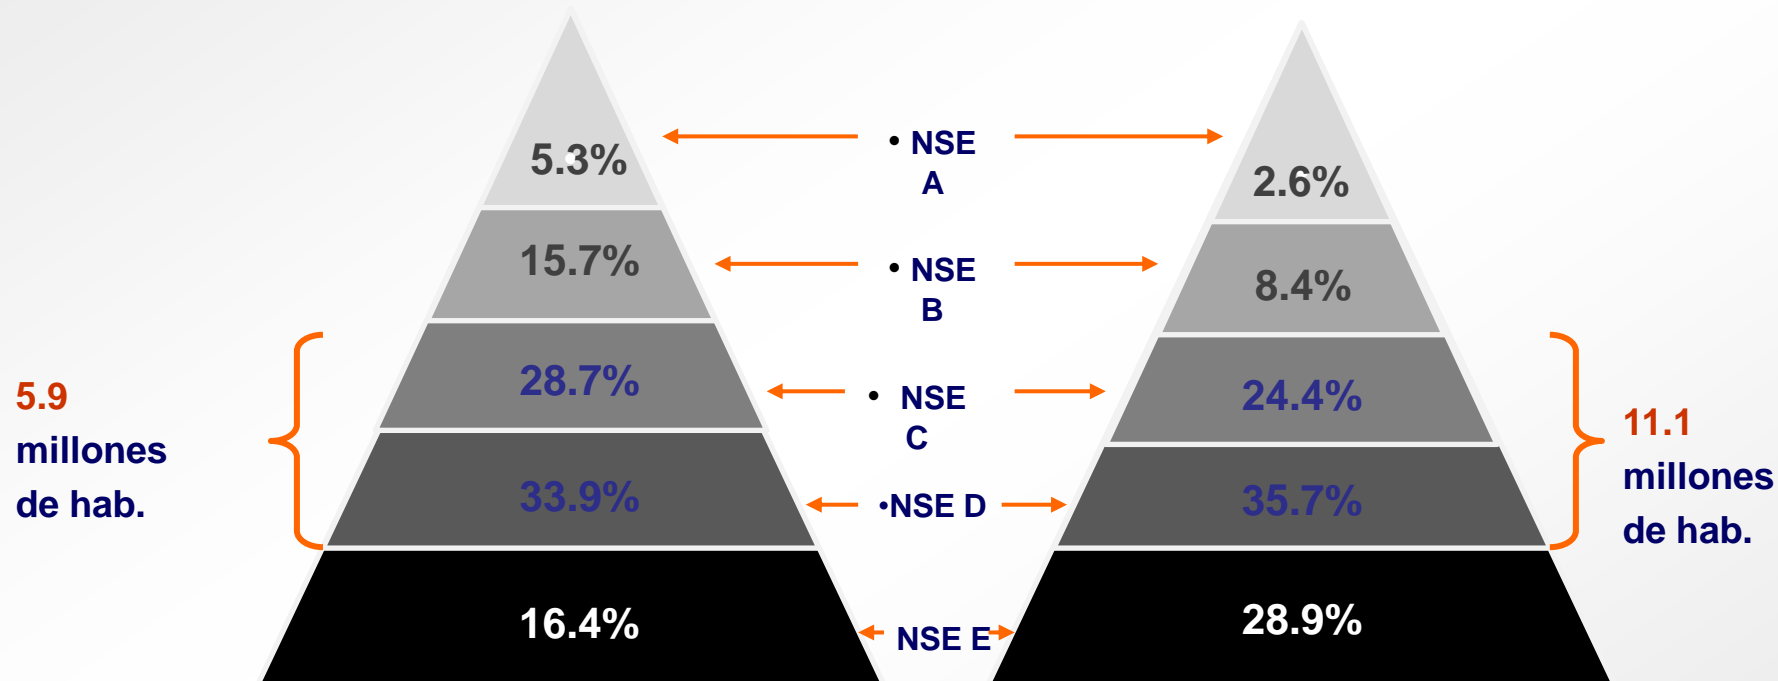 5.3%
• NSE
A
2.6%
15.7%
• NSE
B
8.4%
5.9
millones
de hab.
28.7%
• NSE
C
24.4%
11.1
millones
de hab.
33.9%
•NSE D
35.7%
16.4%
NSE E
28.9%